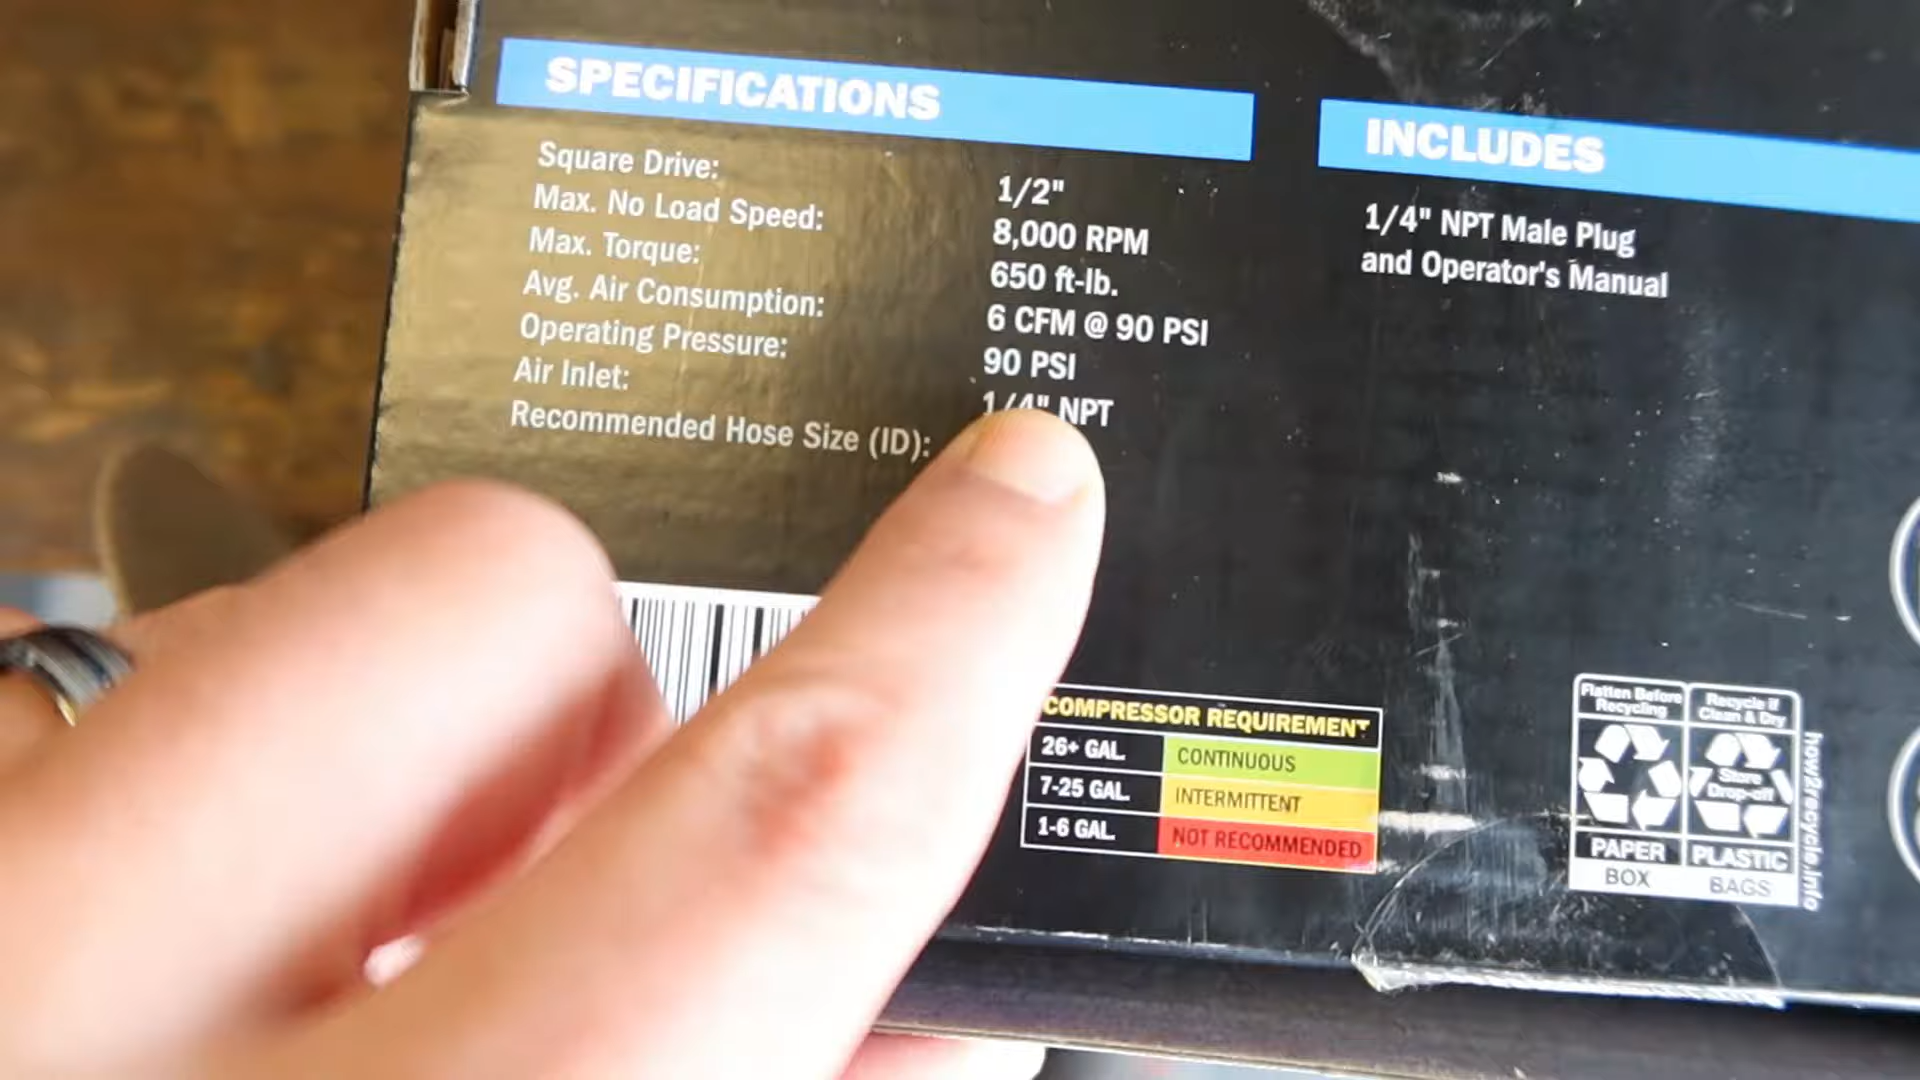 SPECIFICATIONS
Square Drive: 1/2"
Max. No Load Speed: 8,000 RPM
Max. Torque: 650 ft-lb.
Avg. Air Consumption: 6 CFM @ 90 PSI
Operating Pressure: 90 PSI
Air Inlet: 1/4" NPT
Recommended Hose Size (ID):
INCLUDES
1/4" NPT Male Plug
and Operator's Manual
COMPRESSOR REQUIREMENT
26+ GAL. CONTINUOUS
7-25 GAL. INTERMITTENT
1-6 GAL. NOT RECOMMENDED
Flatten Before
Recycling
PAPER
BOX
Recycle if
Clean & Dry
Store
Drop-off
PLASTIC
BAGS
how2recycle.info